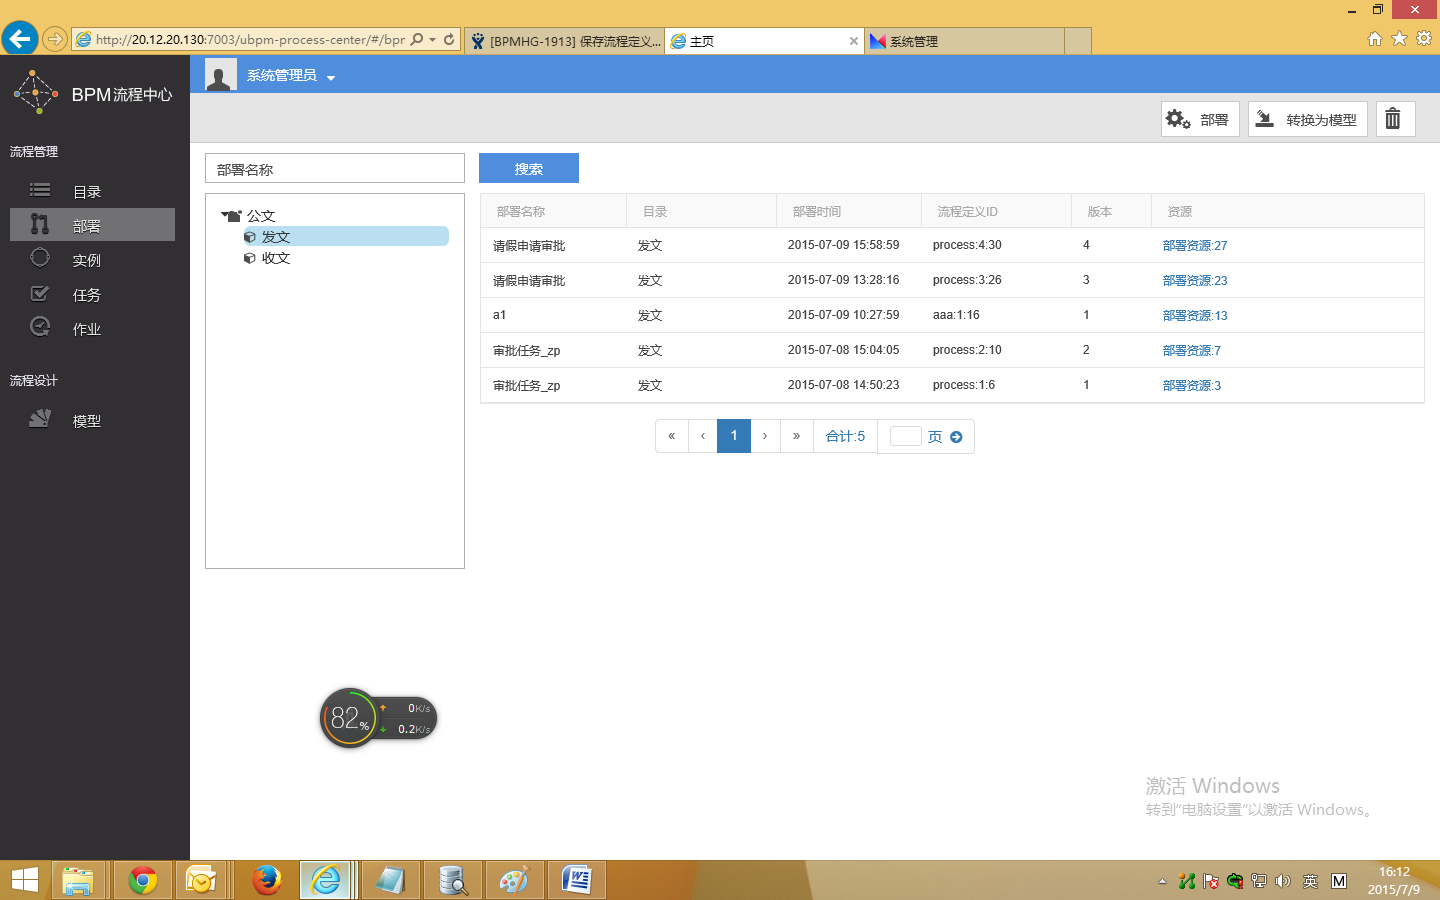 http://20.12.20.130:7003/ubpm-process-center/#/bpr
[BPMHG-1913] 保存流程定义...
主页
系统管理
BPM流程中心
系统管理员
部署
转换为模型
流程管理
目录
部署
实例
任务
作业
流程设计
模型
部署名称
搜索
公文
发文
收文
部署名称 目录 部署时间 流程定义ID 版本 资源
请假申请审批 发文 2015-07-09 15:58:59 process:4:30 4 部署资源:27
请假申请审批 发文 2015-07-09 13:28:16 process:3:26 3 部署资源:23
a1 发文 2015-07-09 10:27:59 aaa:1:16 1 部署资源:13
审批任务_zp 发文 2015-07-08 15:04:05 process:2:10 2 部署资源:7
审批任务_zp 发文 2015-07-08 14:50:23 process:1:6 1 部署资源:3
« ‹ 1 › » 合计:5 页
82%
0K/s
0.2K/s
激活 Windows
转到"电脑设置"以激活 Windows。
英 M
16:12
2015/7/9